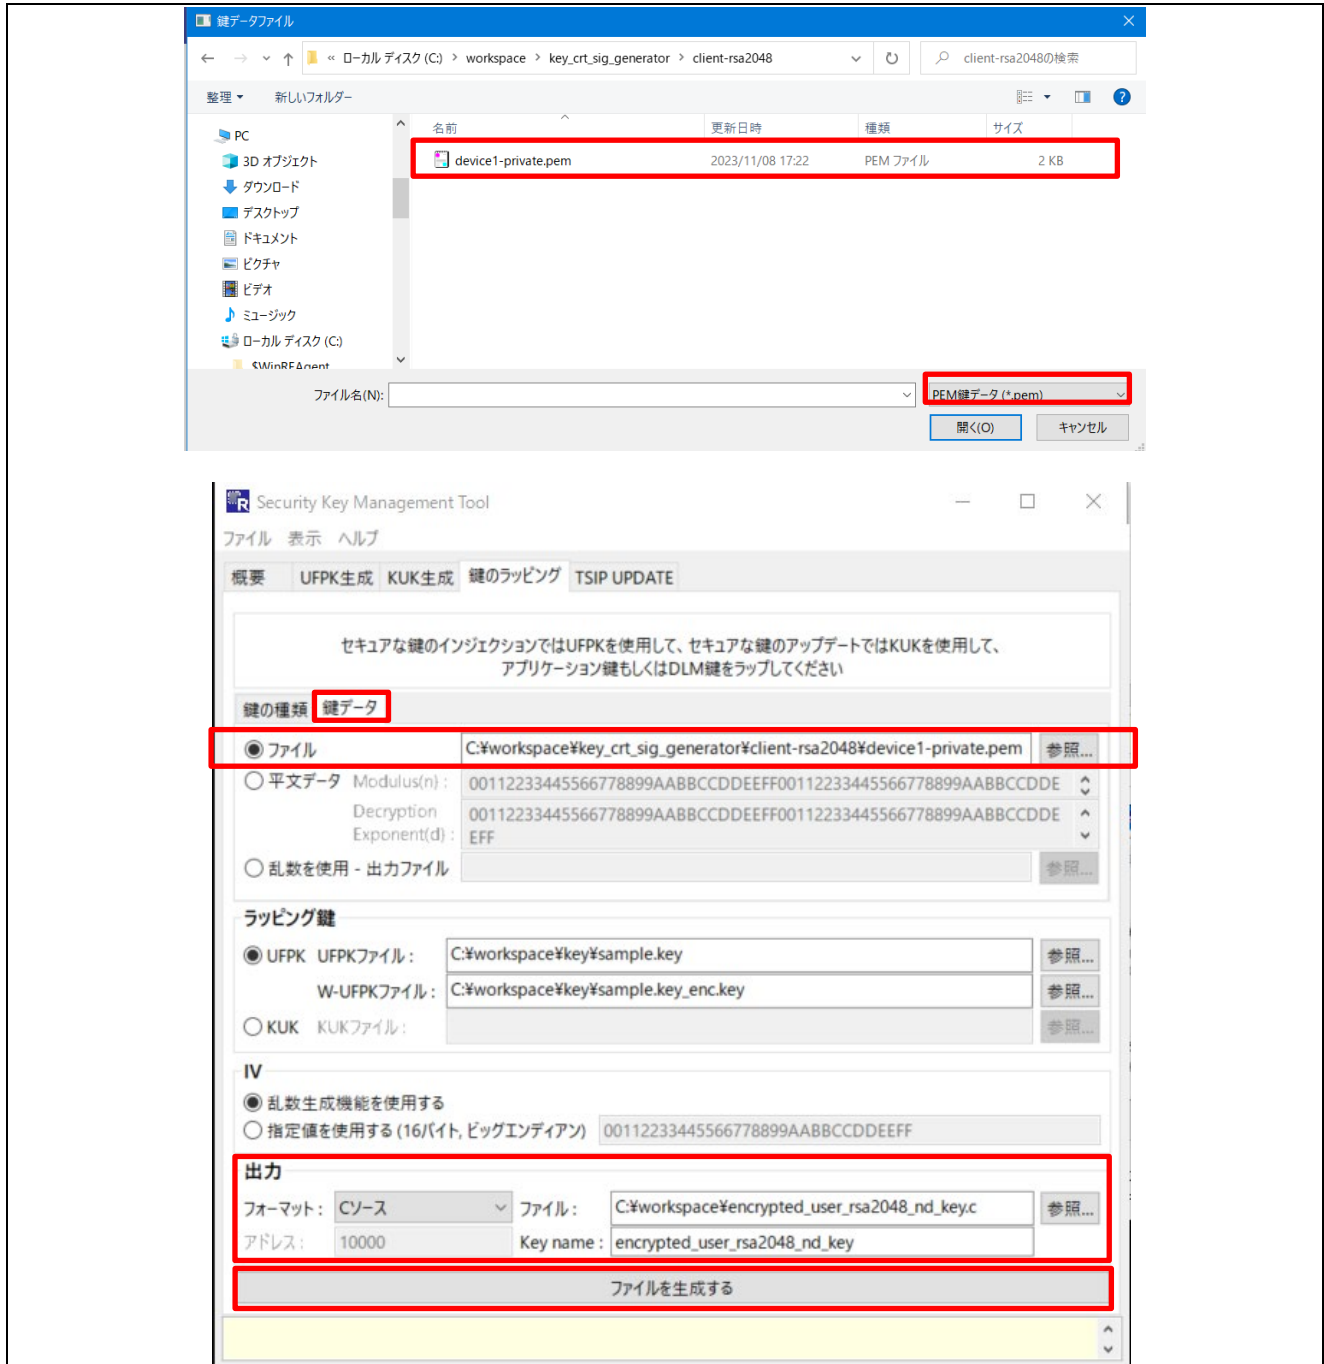 鍵データファイル
« ローカル ディスク (C:) > workspace > key_crt_sig_generator > client-rsa2048
client-rsa2048の検索
整理 新しいフォルダー
名前 更新日時 種類 サイズ
PC
3D オブジェクト
ダウンロード
デスクトップ
ドキュメント
ピクチャ
ビデオ
ミュージック
ローカル ディスク (C:)
$WinREAgent
device1-private.pem 2023/11/08 17:22 PEM ファイル 2 KB
ファイル名(N):
PEM鍵データ (*.pem)
開く(O) キャンセル
Security Key Management Tool
ファイル 表示 ヘルプ
概要 UFPK生成 KUK生成 鍵のラッピング TSIP UPDATE
セキュアな鍵のインジェクションではUFPKを使用して、セキュアな鍵のアップデートではKUKを使用して、
アプリケーション鍵もしくはDLM鍵をラップしてください
鍵の種類 鍵データ
ファイル C:¥workspace¥key_crt_sig_generator¥client-rsa2048¥device1-private.pem 参照...
平文データ Modulus(n) : 00112233445566778899AABBCCDDEEFF00112233445566778899AABBCCDDE
Decryption
Exponent(d) :
00112233445566778899AABBCCDDEEFF00112233445566778899AABBCCDDE
EFF
乱数を使用 - 出力ファイル 参照...
ラッピング鍵
UFPK UFPKファイル : C:¥workspace¥key¥sample.key 参照...
W-UFPKファイル : C:¥workspace¥key¥sample.key_enc.key 参照...
KUK KUKファイル : 参照...
IV
乱数生成機能を使用する
指定値を使用する (16バイト, ビッグエンディアン) 00112233445566778899AABBCCDDEEFF
出力
フォーマット : Cソース ファイル : C:¥workspace¥encrypted_user_rsa2048_nd_key.c 参照...
アドレス : 10000 Key name : encrypted_user_rsa2048_nd_key
ファイルを生成する